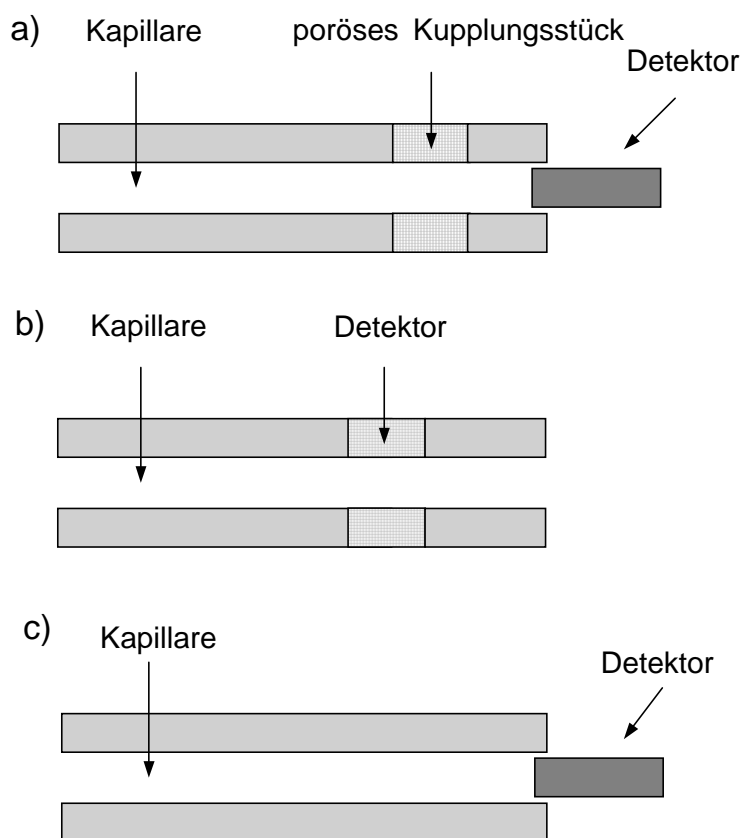 a) Kapillare poröses Kupplungsstück
Detektor
b) Kapillare Detektor
c) Kapillare
Detektor